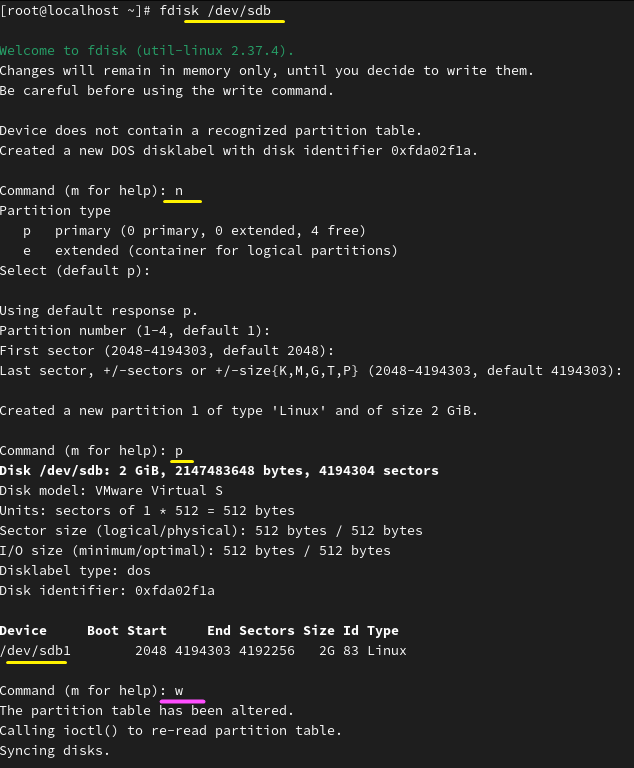 [root@localhost ~]# fdisk /dev/sdb
Welcome to fdisk (util-linux 2.37.4).
Changes will remain in memory only, until you decide to write them.
Be careful before using the write command.
Device does not contain a recognized partition table.
Created a new DOS disklabel with disk identifier 0xfda02f1a.
Command (m for help): n
Partition type
   p   primary (0 primary, 0 extended, 4 free)
   e   extended (container for logical partitions)
Select (default p):
Using default response p.
Partition number (1-4, default 1):
First sector (2048-4194303, default 2048):
Last sector, +/-sectors or +/-size{K,M,G,T,P} (2048-4194303, default 4194303):
Created a new partition 1 of type 'Linux' and of size 2 GiB.
Command (m for help): p
Disk /dev/sdb: 2 GiB, 2147483648 bytes, 4194304 sectors
Disk model: VMware Virtual S
Units: sectors of 1 * 512 = 512 bytes
Sector size (logical/physical): 512 bytes / 512 bytes
I/O size (minimum/optimal): 512 bytes / 512 bytes
Disklabel type: dos
Disk identifier: 0xfda02f1a
Device     Boot Start     End Sectors Size Id Type
/dev/sdb1        2048 4194303 4192256   2G 83 Linux
Command (m for help): w
The partition table has been altered.
Calling ioctl() to re-read partition table.
Syncing disks.